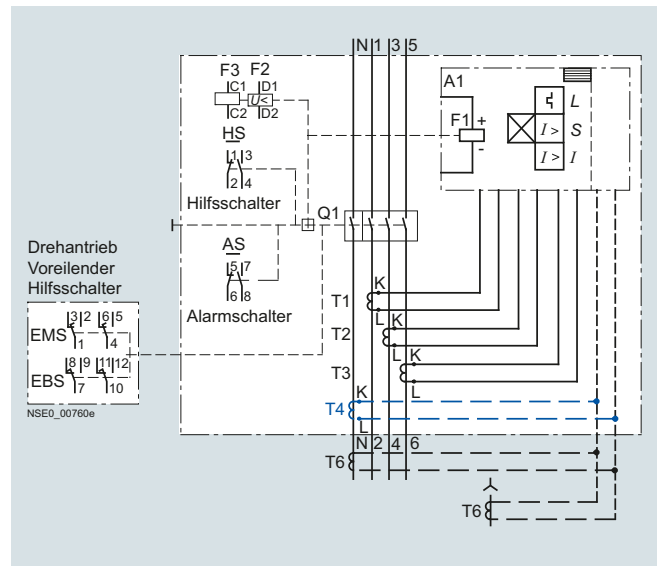 N 1 3 5
F3 F2
C1 D1
U<
C2 D2
HS
1 3
2 4
Hilfsschalter
A1
F1 +
-
L
I > S
I > I
Q1
AS
5 7
6 8
Alarmschalter
Drehantrieb
Voreilender
Hilfsschalter
3 2 6 5
EMS
1 4
8 9 11 12
EBS
7 10
NSE0_00760e
K
T1
L K
T2
L K
T3
L
K
T4
L
N 2 4 6
T6
T6